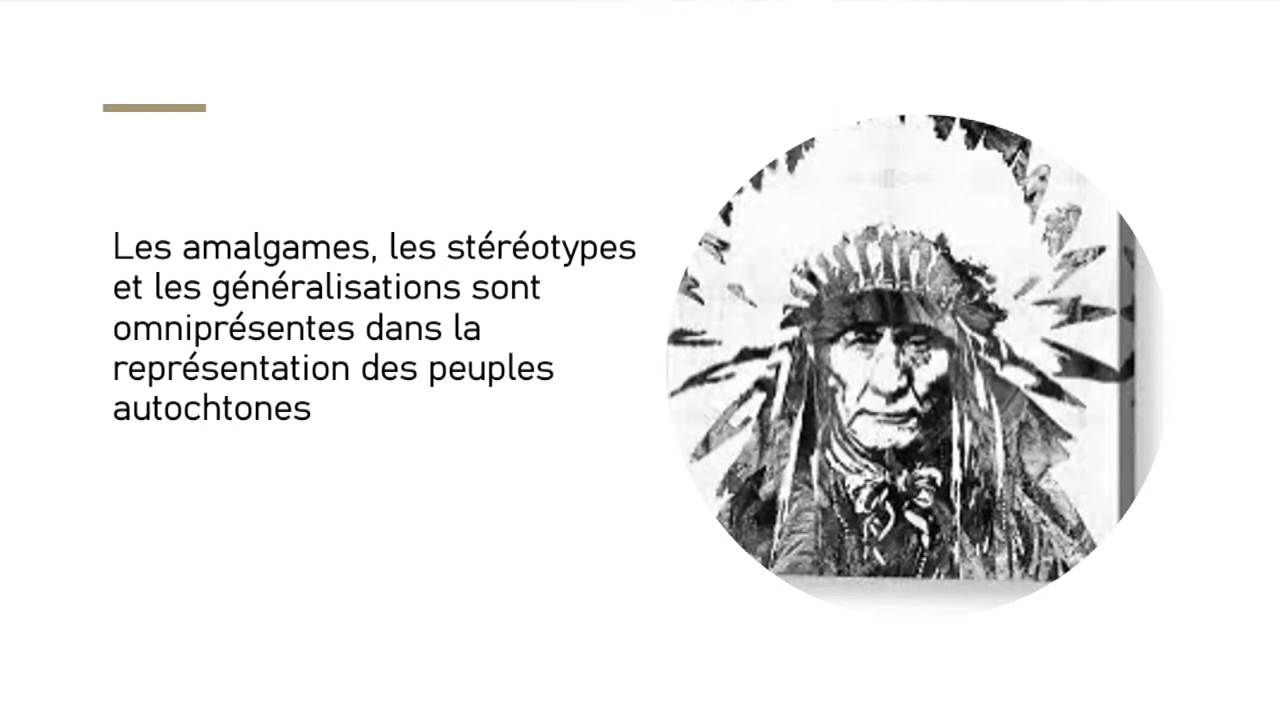 Les amalgames, les stéréotypes
et les généralisations sont
omniprésentes dans la
représentation des peuples
autochtones